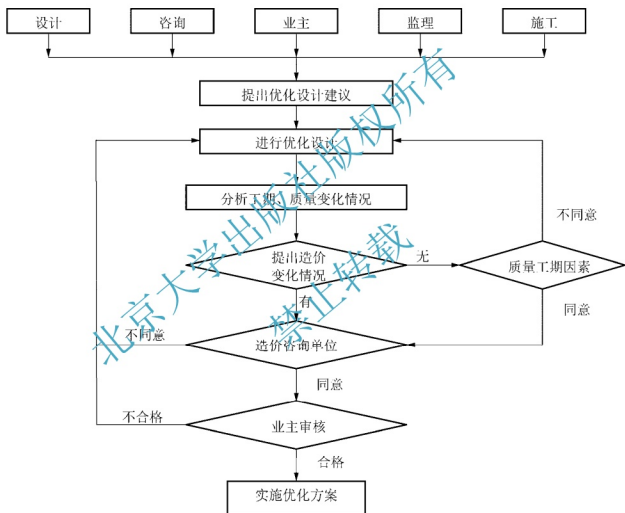 设计 咨询 业主 监理 施工
提出优化设计建议
进行优化设计
分析工期、质量变化情况
不同意
提出造价
变化情况
无
质量工期因素
有
同意
不同意
造价咨询单位
同意
不合格
业主审核
合格
实施优化方案
北京大学出版社版权所有
禁止转载